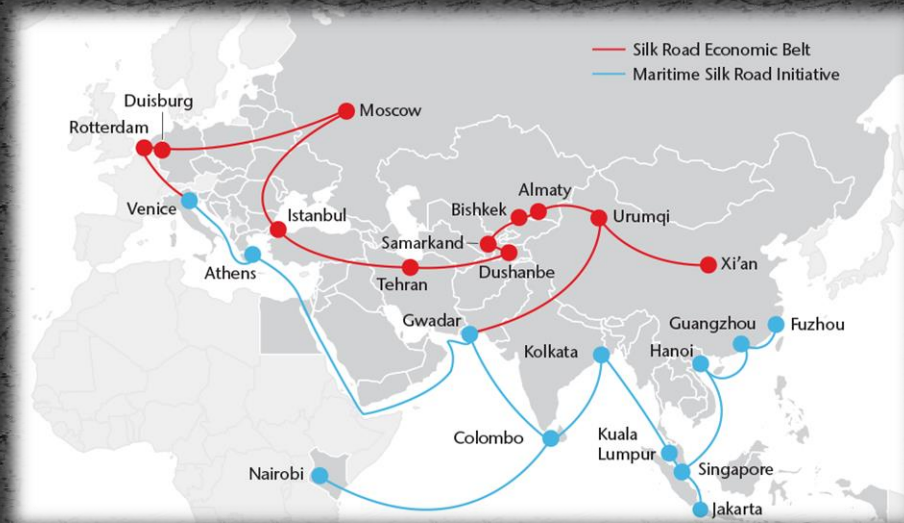 Silk Road Economic Belt
Maritime Silk Road Initiative
Duisburg
Moscow
Rotterdam
Almaty
Venice
Istanbul
Bishkek
Urumqi
Samarkand
Athens
Tehran
Dushanbe
Xi’an
Gwadar
Guangzhou
Fuzhou
Kolkata
Hanoi
Colombo
Kuala
Lumpur
Nairobi
Singapore
Jakarta